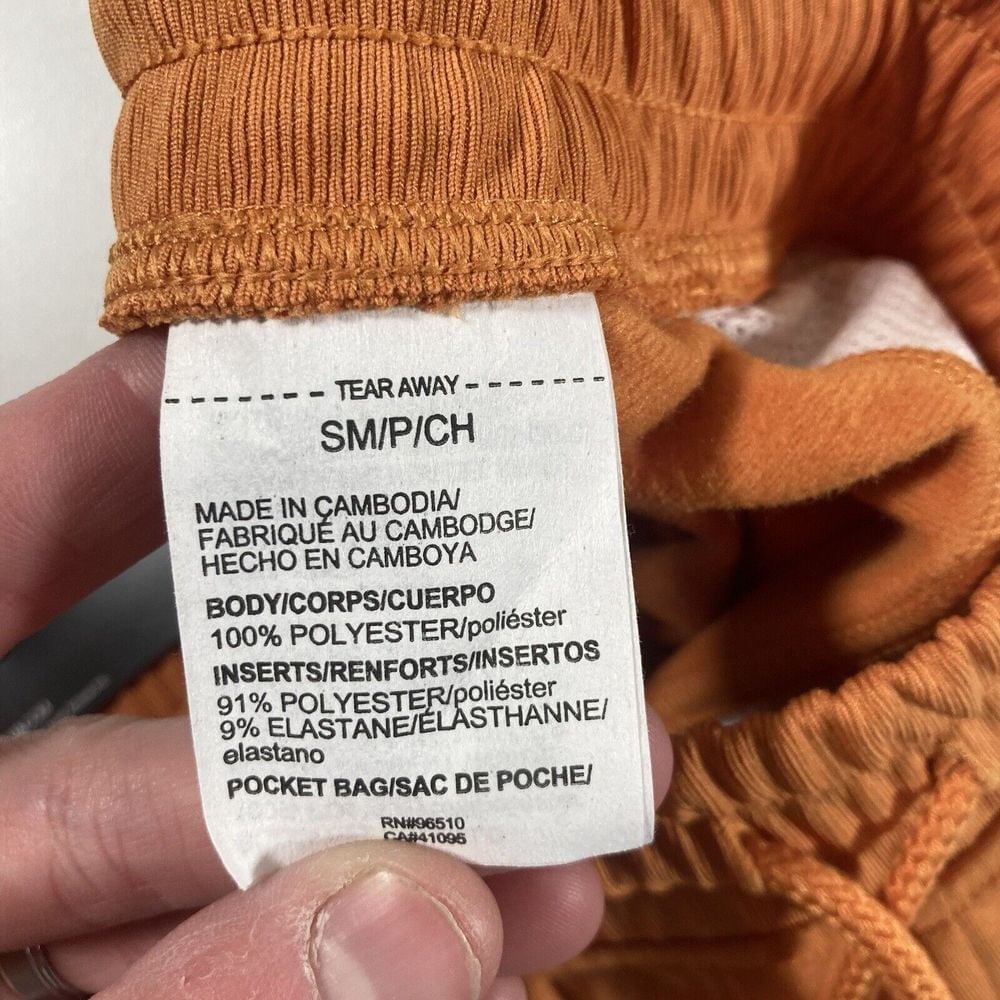 TEAR AWAY
SM/P/CH
MADE IN CAMBODIA/
FABRIQUÉ AU CAMBODGE/
HECHO EN CAMBOYA
BODY/CORPS/CUERPO
100% POLYESTER/poliéster
INSERTS/RENFORTS/INSERTOS
91% POLYESTER/poliéster
9% ELASTANE/ÉLASTHANNE/
elastano
POCKET BAG/SAC DE POCHE/
RN#96510
CA#41095